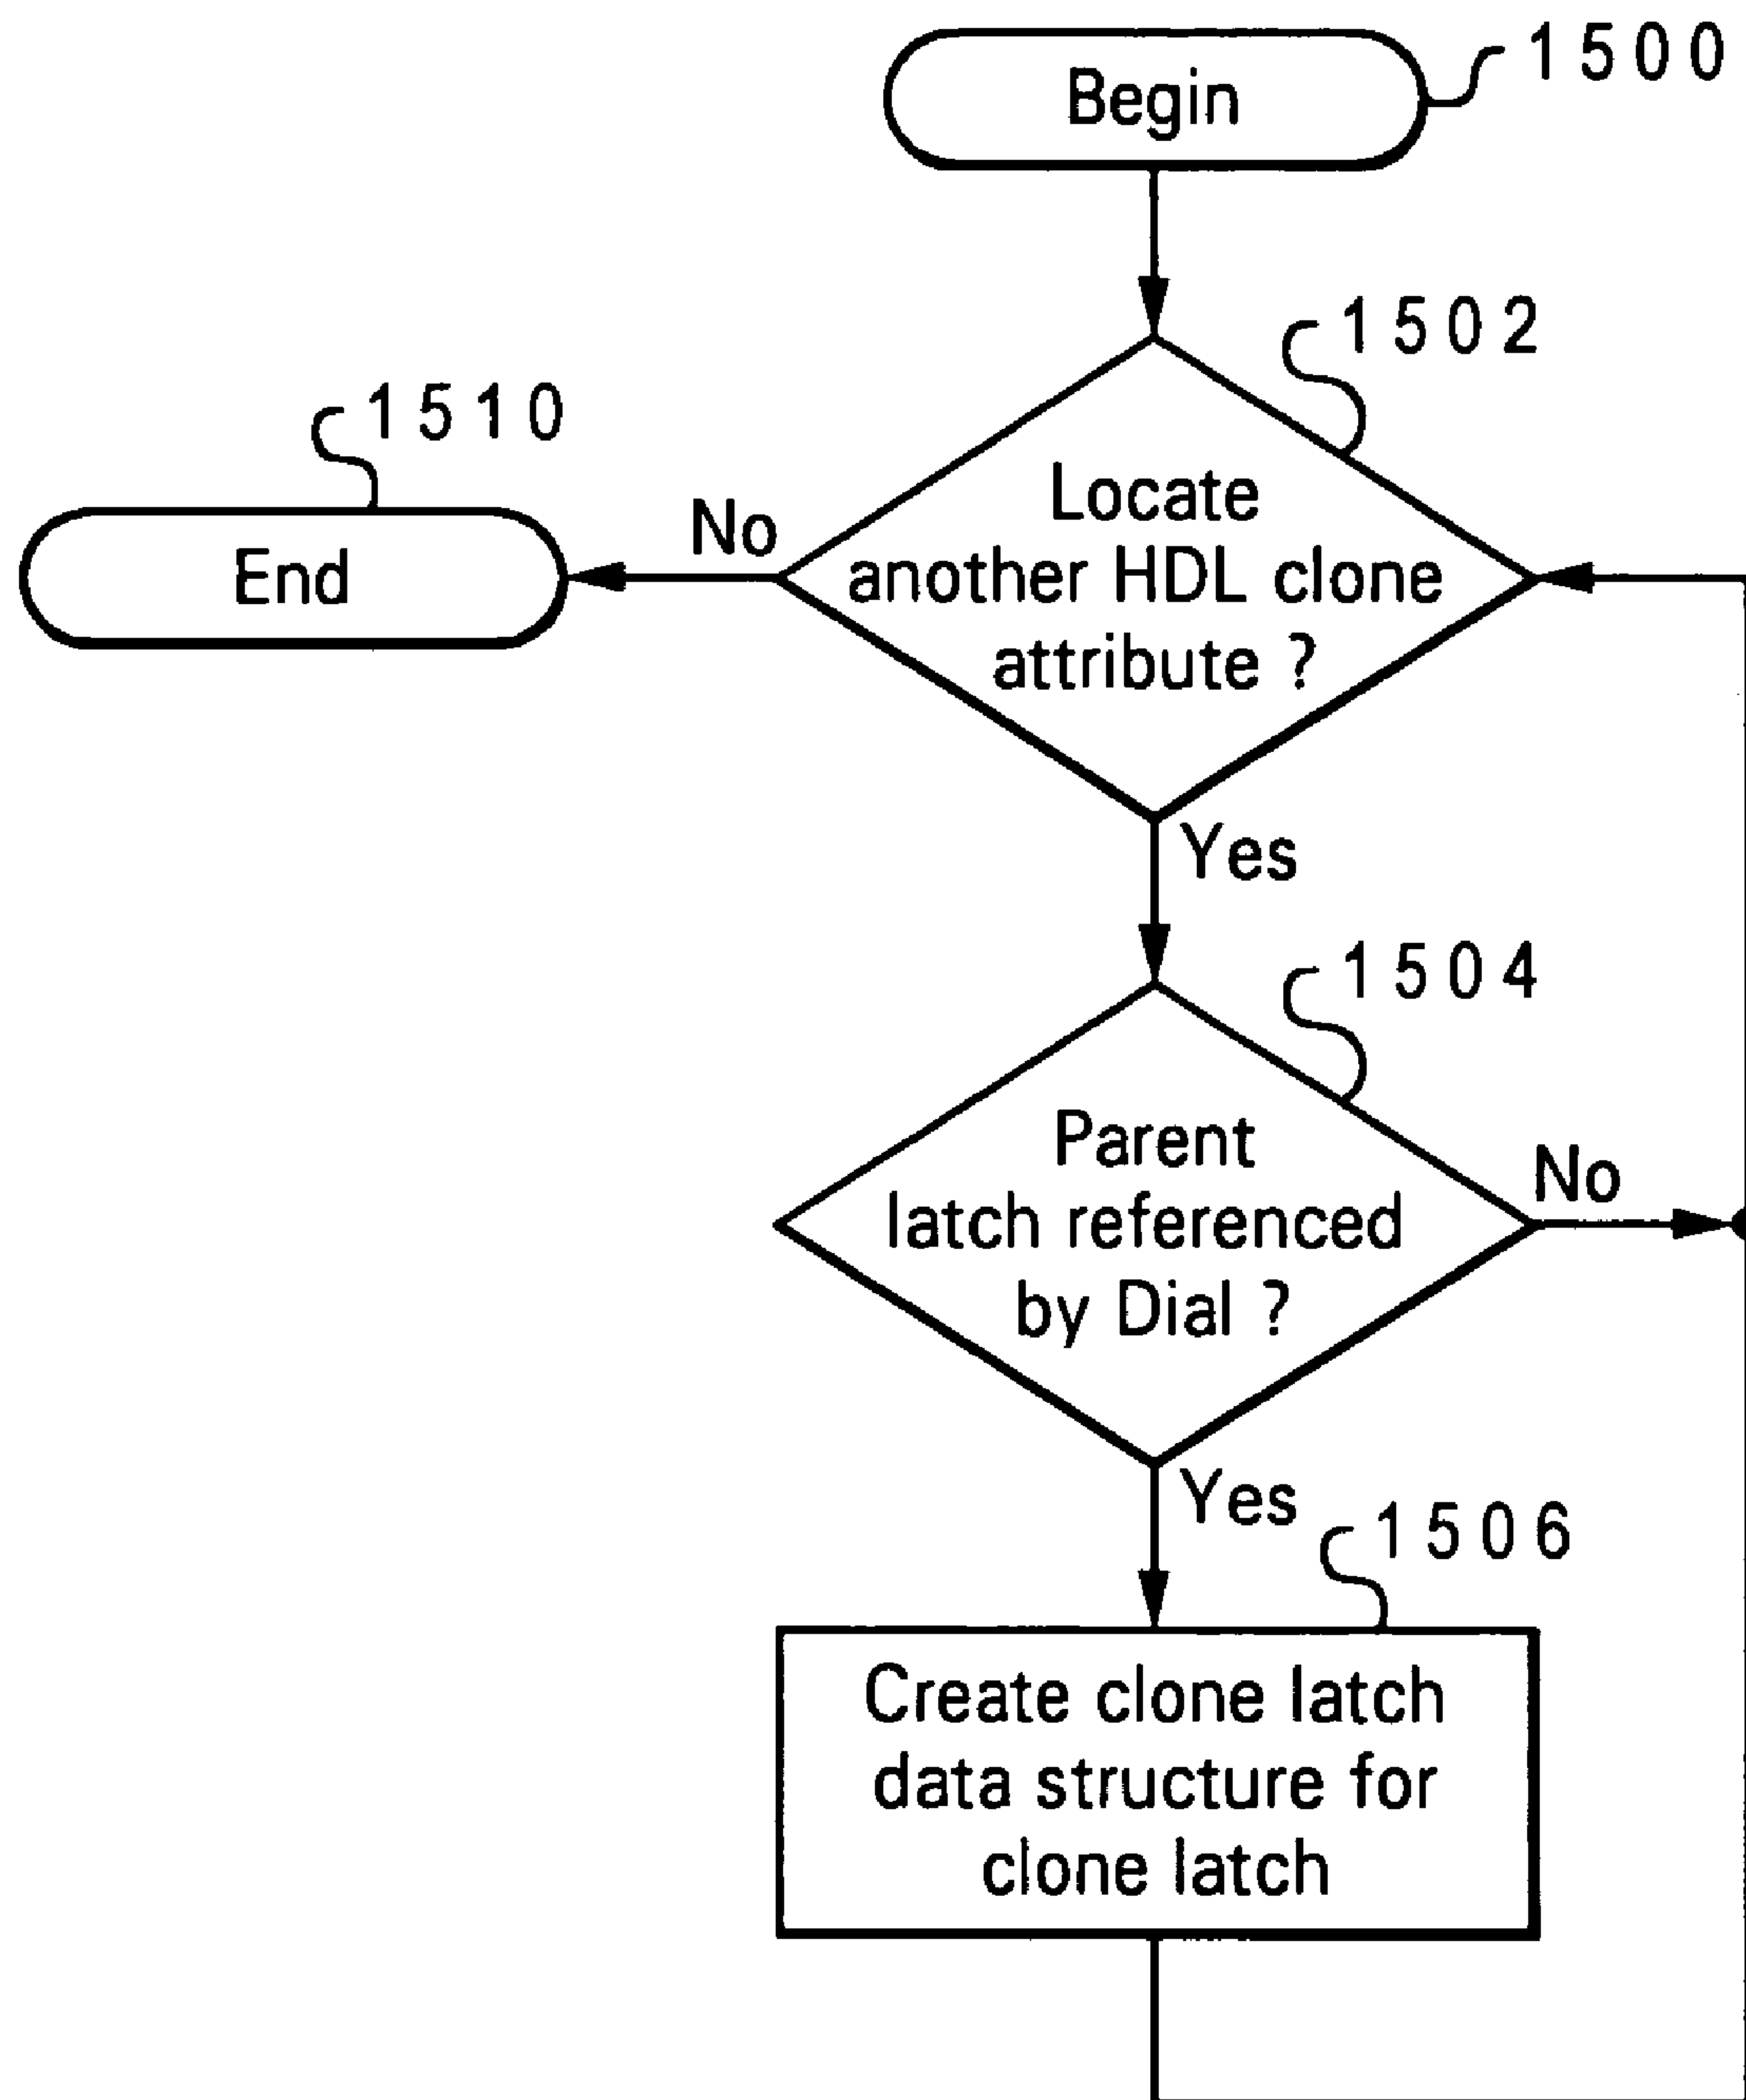 Begin
1500
1502
Locate
another HDL clone
attribute ?
No
1510
End
Yes
1504
Parent
latch referenced
by Dial ?
No
Yes
1506
Create clone latch
data structure for
clone latch